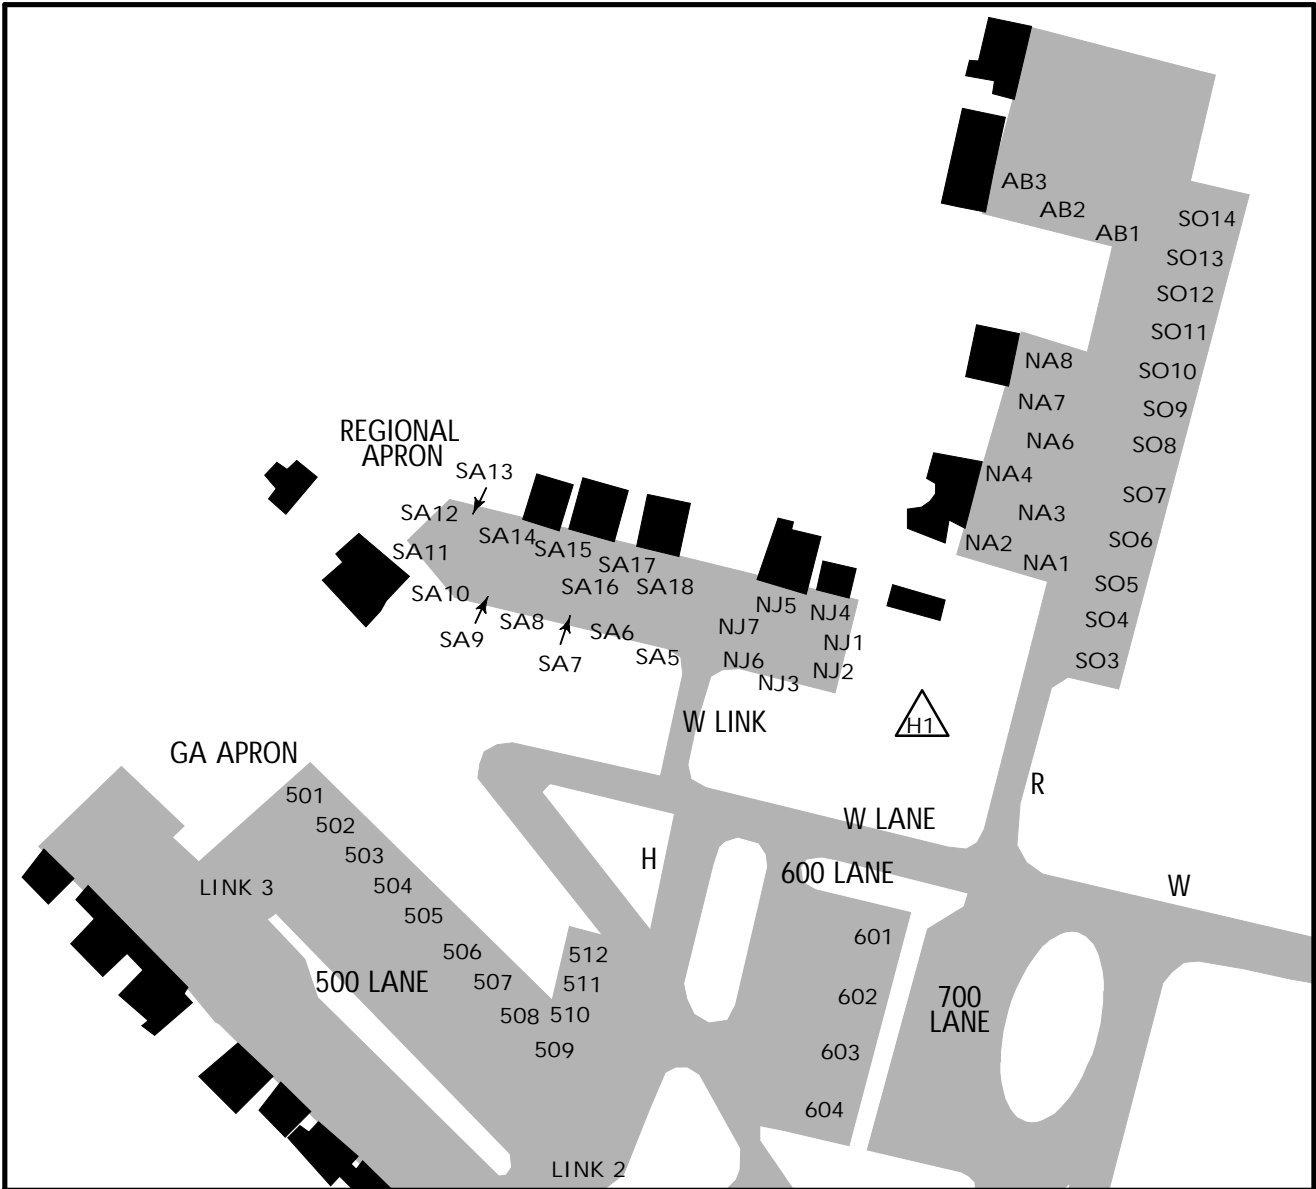 AB3
AB2
AB1
SO14
SO13
SO12
SO11
SO10
SO9
SO8
SO7
SO6
SO5
SO4
SO3
NA8
NA7
NA6
NA4
NA3
NA2
NA1
REGIONAL
APRON
SA13
SA12
SA11
SA10
SA9
SA14
SA15
SA17
SA16
SA18
SA8
SA7
SA6
SA5
NJ5
NJ4
NJ7
NJ1
NJ6
NJ2
NJ3
W LINK
H1
GA APRON
R
W LANE
H
600 LANE
W
501
502
503
504
505
506
507
508
509
510
511
512
LINK 3
500 LANE
601
602
603
604
700
LANE
LINK 2